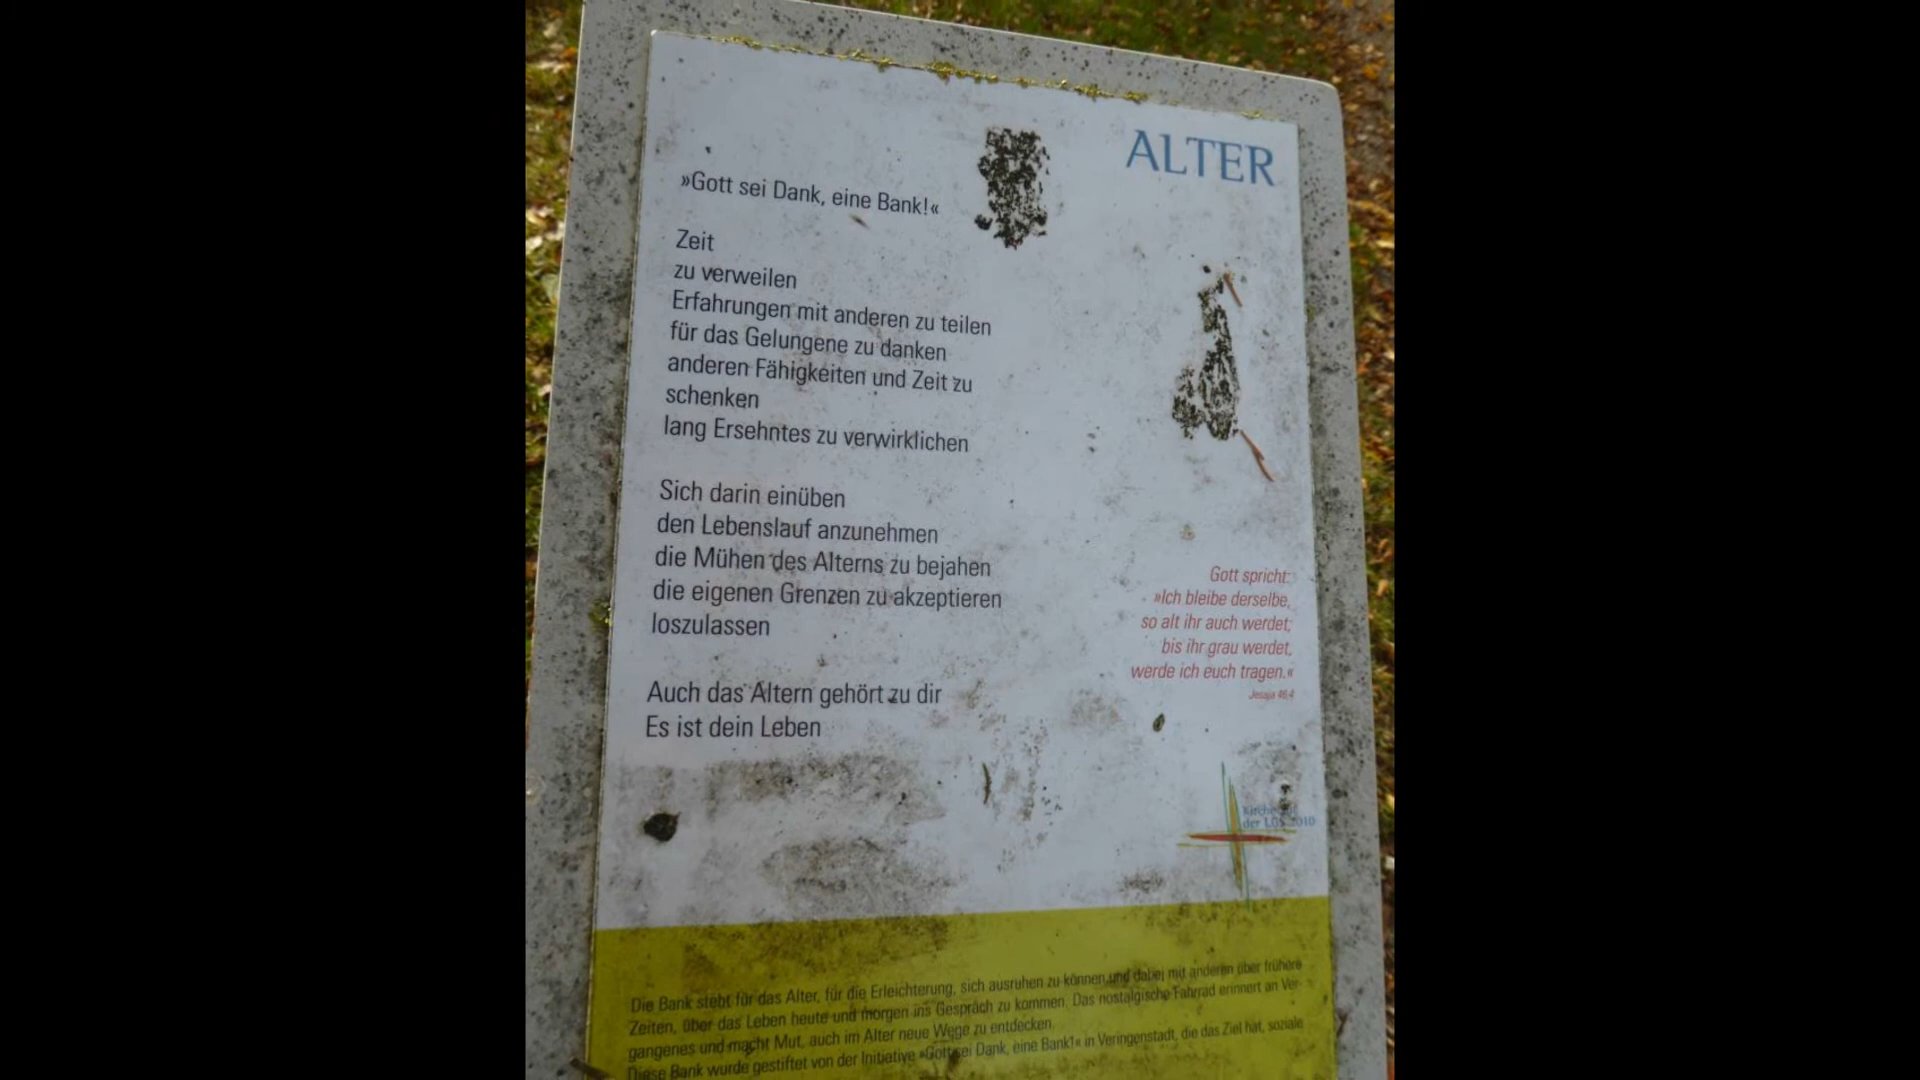 ALTER
»Gott sei Dank, eine Bank!«
Zeit
zu verweilen
Erfahrungen mit anderen zu teilen
für das Gelungene zu danken
anderen Fähigkeiten und Zeit zu
schenken
lang Ersehntes zu verwirklichen
Sich darin einüben
den Lebenslauf anzunehmen
die Mühen des Alterns zu bejahen
die eigenen Grenzen zu akzeptieren
loszulassen
Auch das Altern gehört zu dir
Es ist dein Leben
Gott spricht:
»Ich bleibe derselbe,
so alt ihr auch werdet;
bis ihr grau werdet,
werde ich euch tragen.«
Jesaja 46,4
der LGS 2010
Die Bank steht für das Alter, für die Erleichterung, sich ausruhen zu können und dabei mit anderen über frühere
Zeiten, über das Leben heute und morgen ins Gespräch zu kommen. Das nostalgische Fahrrad erinnert an Ver-
gangenes und macht Mut, auch im Alter neue Wege zu entdecken.
Diese Bank wurde gestiftet von der Initiative »Gott sei Dank, eine Bank!« in Veringenstadt, die das Ziel hat, soziale